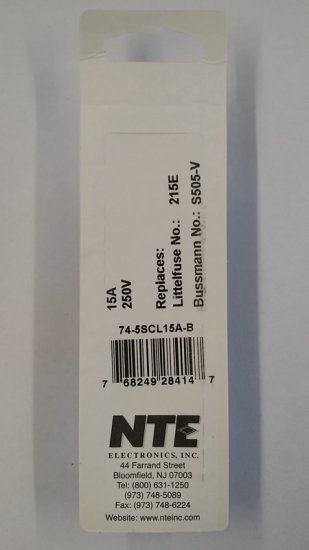 15A
250V
Replaces:
Littelfuse No.: 215E
Bussmann No.: S505-V
74-5SCL15A-B
7 68249 28414 7
NTE
ELECTRONICS, INC.
44 Farrand Street
Bloomfield, NJ 07003
Tel: (800) 631-1250
(973) 748-5089
Fax: (973) 748-6224
Website: www.nteinc.com